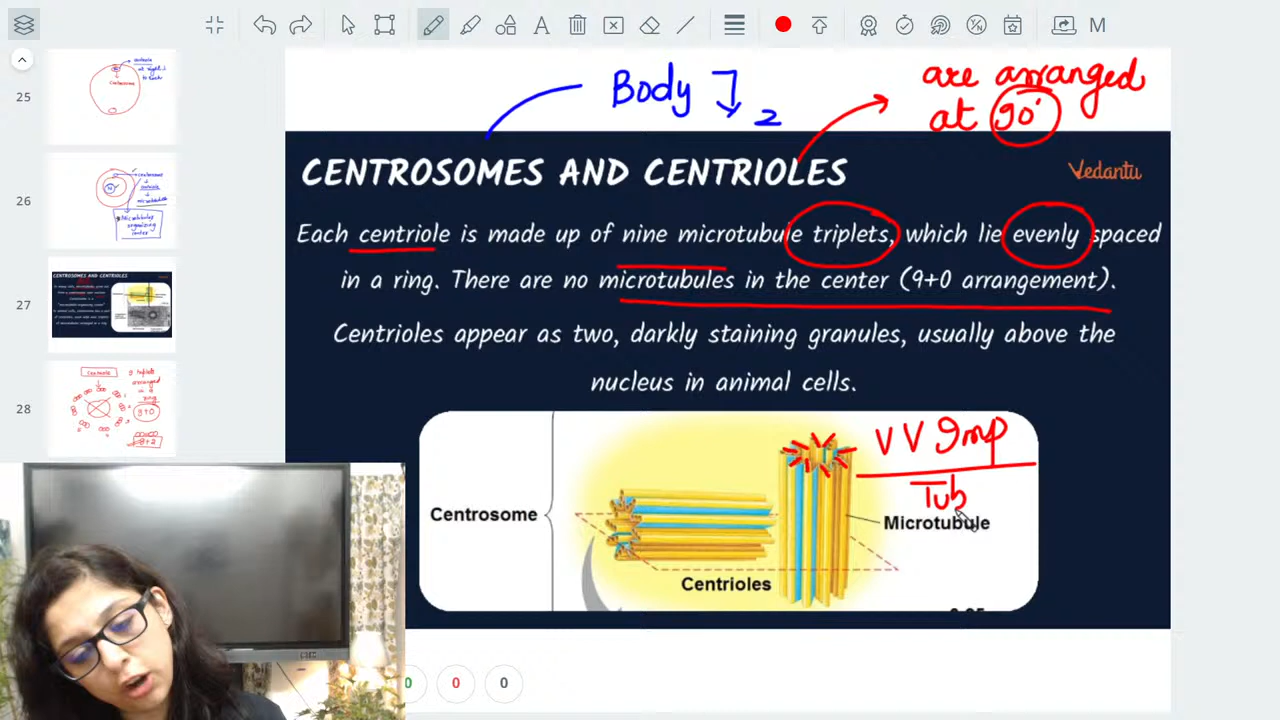 M
25
26
27
28
Body 2
are arranged
at 90°
CENTROSOMES AND CENTRIOLES
Vedantu
Each centriole is made up of nine microtubule triplets, which lie evenly spaced
in a ring. There are no microtubules in the center (9+0 arrangement).
Centrioles appear as two, darkly staining granules, usually above the
nucleus in animal cells.
V V Imp
Tub
Centrosome
Microtubule
Centrioles
0 0 0